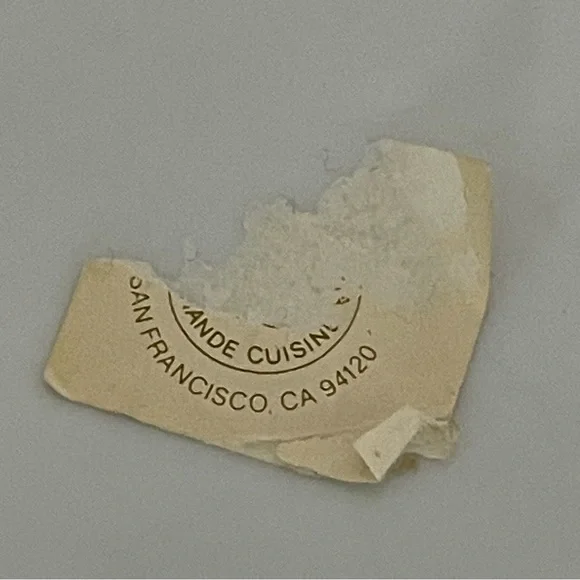 ANDE CUISIN
SAN FRANCISCO, CA 94120